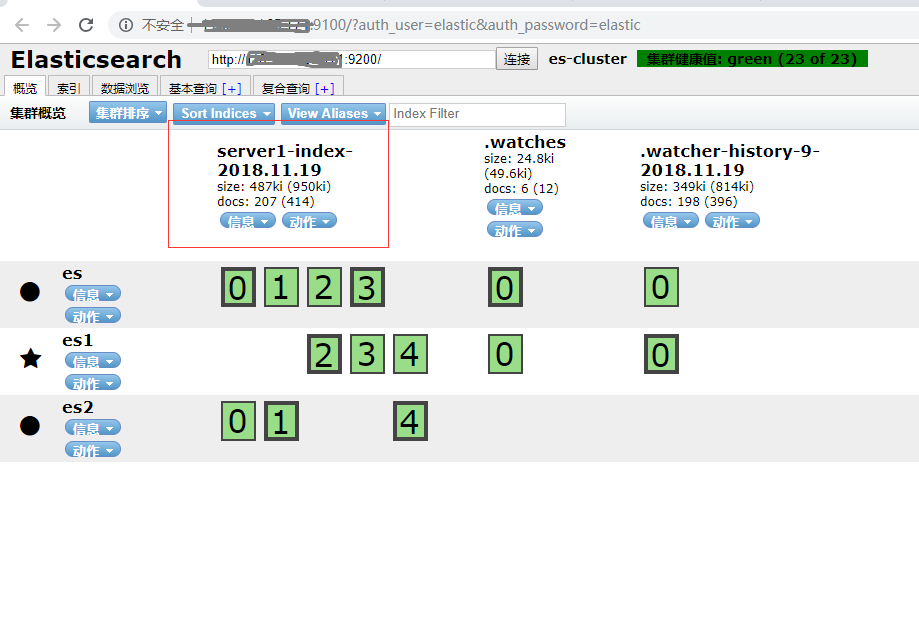 不安全 :9100/?auth_user=elastic&auth_password=elastic
Elasticsearch http:// :9200/ 连接 es-cluster 集群健康值: green (23 of 23)
概览 索引 数据浏览 基本查询 [+] 复合查询 [+]
集群概览 集群排序 Sort Indices View Aliases Index Filter
server1-index-
2018.11.19
size: 487ki (950ki)
docs: 207 (414)
信息 动作
.watches
size: 24.8ki
(49.6ki)
docs: 6 (12)
信息
动作
.watcher-history-9-
2018.11.19
size: 349ki (814ki)
docs: 198 (396)
信息 动作
es
信息
动作
0 1 2 3 0 0
es1
信息
动作
2 3 4 0 0
es2
信息
动作
0 1 4